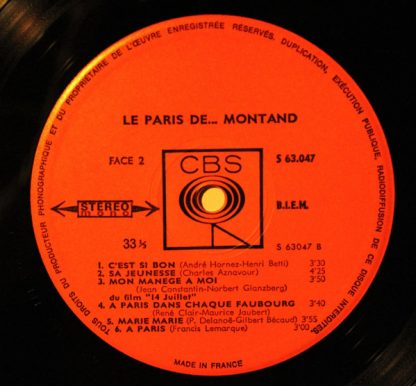 TOUS DROITS DU PRODUCTEUR PHONOGRAPHIQUE ET DU PROPRIETAIRE DE L'ŒUVRE ENREGISTRÉE RÉSERVÉS. DUPLICATION, EXÉCUTION PUBLIQUE, RADIODIFFUSION DE CE DISQUE INTERDITES.
LE PARIS DE... MONTAND
FACE 2
CBS
S 63.047
STEREO
mono
B.I.E.M.
33 ⅓
S 63047 B
1. C'EST SI BON (André Hornez-Henri Betti) 3'30
2. SA JEUNESSE (Charles Aznavour) 4'25
3. MON MANEGE A MOI 3'50
(Jean Constantin-Norbert Glanzberg)
du film "14 Juillet"
4. A PARIS DANS CHAQUE FAUBOURG 3'40
(René Clair-Maurice Jaubert)
5. MARIE MARIE (P. Delanoë-Gilbert Bécaud) 3'55
6. A PARIS (Francis Lemarque) 3'00
MADE IN FRANCE